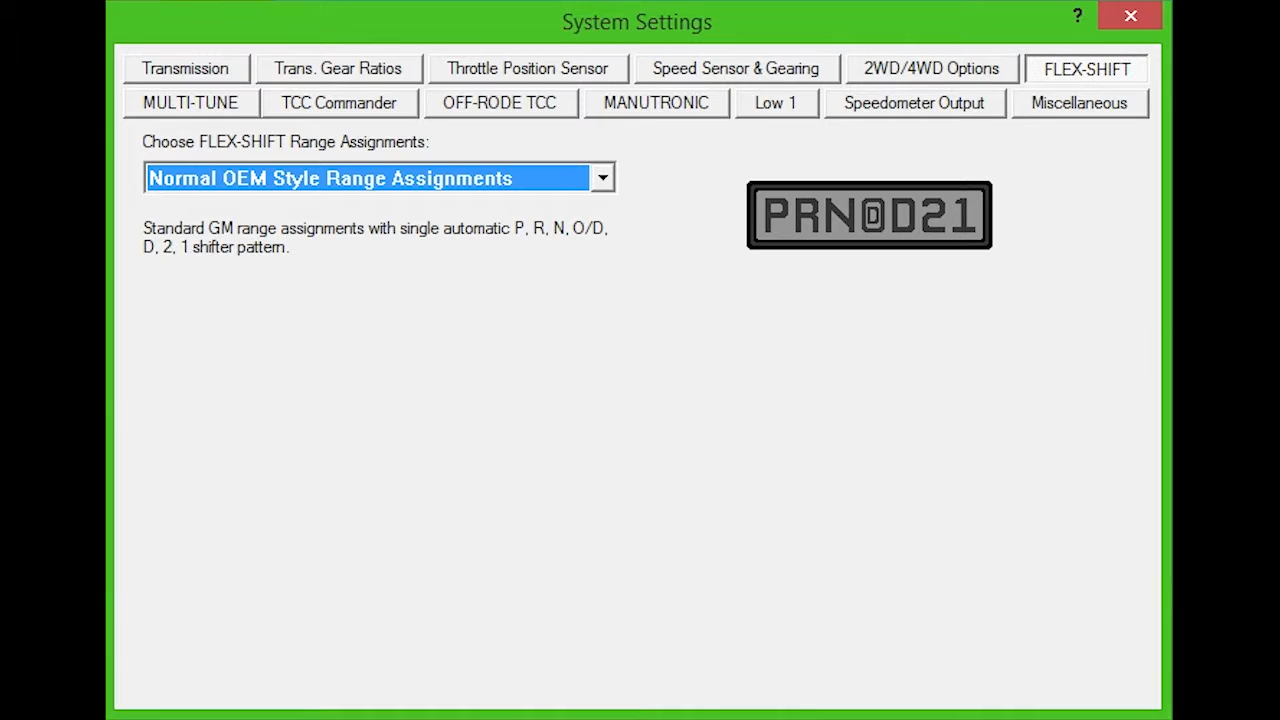 System Settings
?
Transmission Trans. Gear Ratios Throttle Position Sensor Speed Sensor & Gearing 2WD/4WD Options FLEX-SHIFT
MULTI-TUNE TCC Commander OFF-RODE TCC MANUTRONIC Low 1 Speedometer Output Miscellaneous
Choose FLEX-SHIFT Range Assignments:
Normal OEM Style Range Assignments
PRNDD21
Standard GM range assignments with single automatic P, R, N, O/D,
D, 2, 1 shifter pattern.